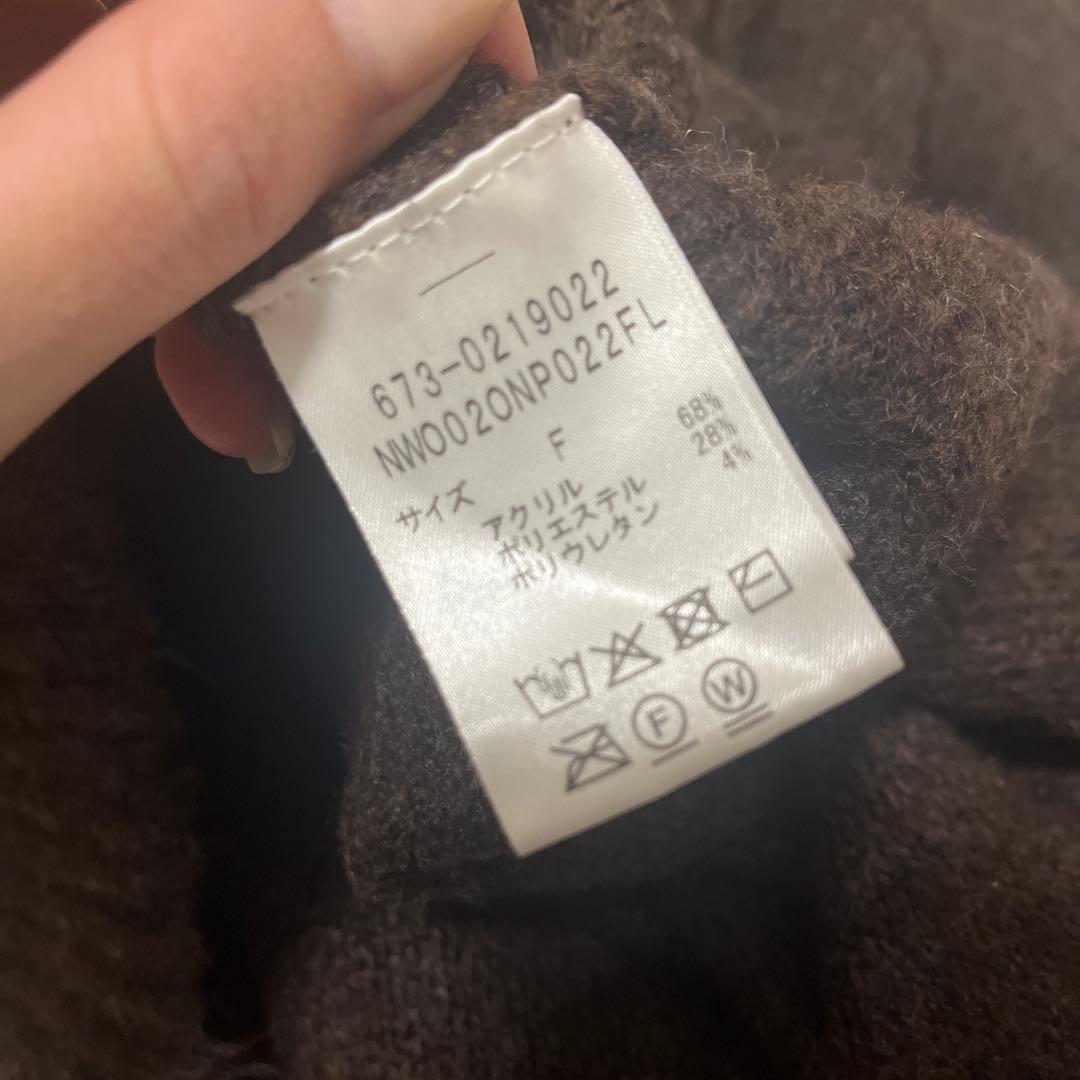 673-0219022
NWO02ONP022FL
サイズ F
アクリル 68%
ポリエステル 28%
ポリウレタン 4%
F W